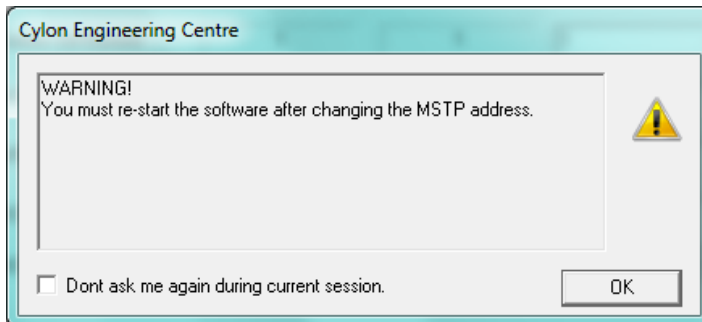 Cylon Engineering Centre
WARNING!
You must re-start the software after changing the MSTP address.
Dont ask me again during current session.
OK